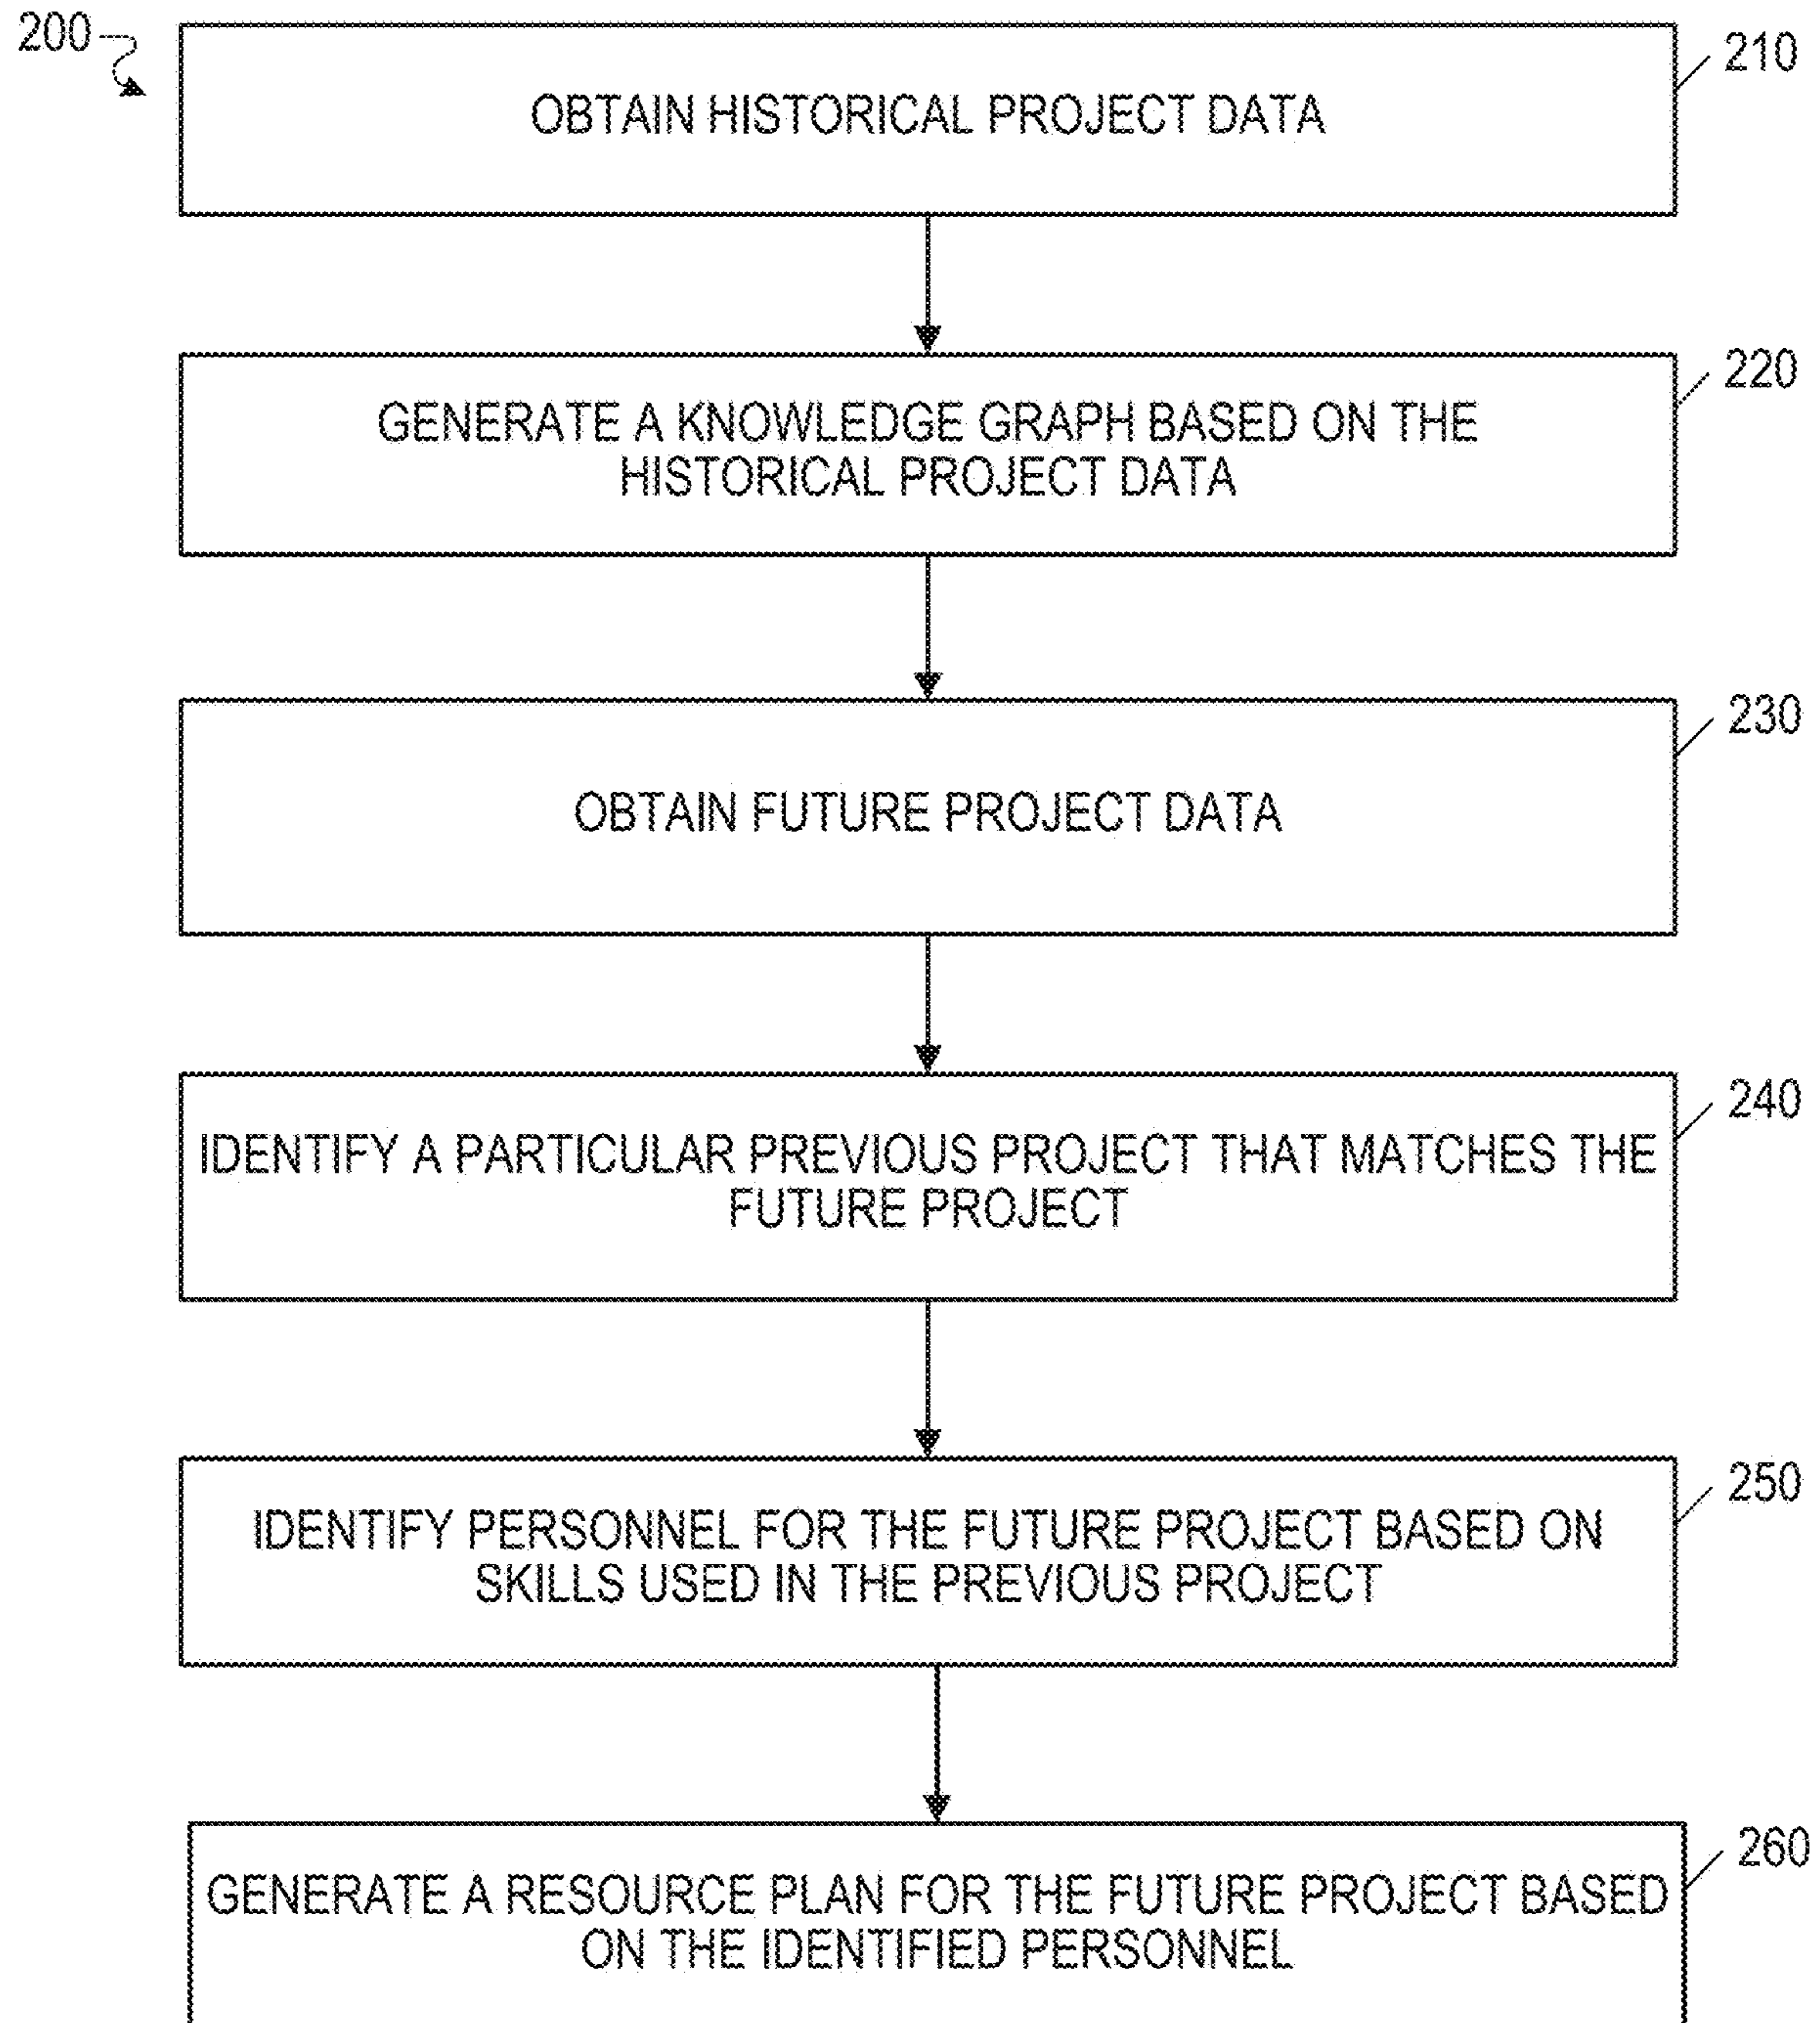 200
210
OBTAIN HISTORICAL PROJECT DATA
220
GENERATE A KNOWLEDGE GRAPH BASED ON THE
HISTORICAL PROJECT DATA
230
OBTAIN FUTURE PROJECT DATA
240
IDENTIFY A PARTICULAR PREVIOUS PROJECT THAT MATCHES THE
FUTURE PROJECT
250
IDENTIFY PERSONNEL FOR THE FUTURE PROJECT BASED ON
SKILLS USED IN THE PREVIOUS PROJECT
260
GENERATE A RESOURCE PLAN FOR THE FUTURE PROJECT BASED
ON THE IDENTIFIED PERSONNEL